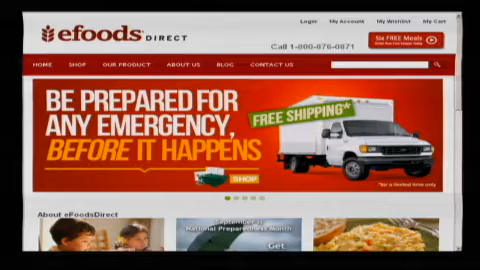 Login My Account My Wishlist My Cart
efoods DIRECT
Six FREE Meals
Call 1-800-876-0871
HOME SHOP OUR PRODUCT ABOUT US BLOG CONTACT US
BE PREPARED FOR
ANY EMERGENCY,
BEFORE IT HAPPENS
FREE SHIPPING*
SHOP
*for a limited time only
About eFoodsDirect
September is
National Preparedness Month
Get